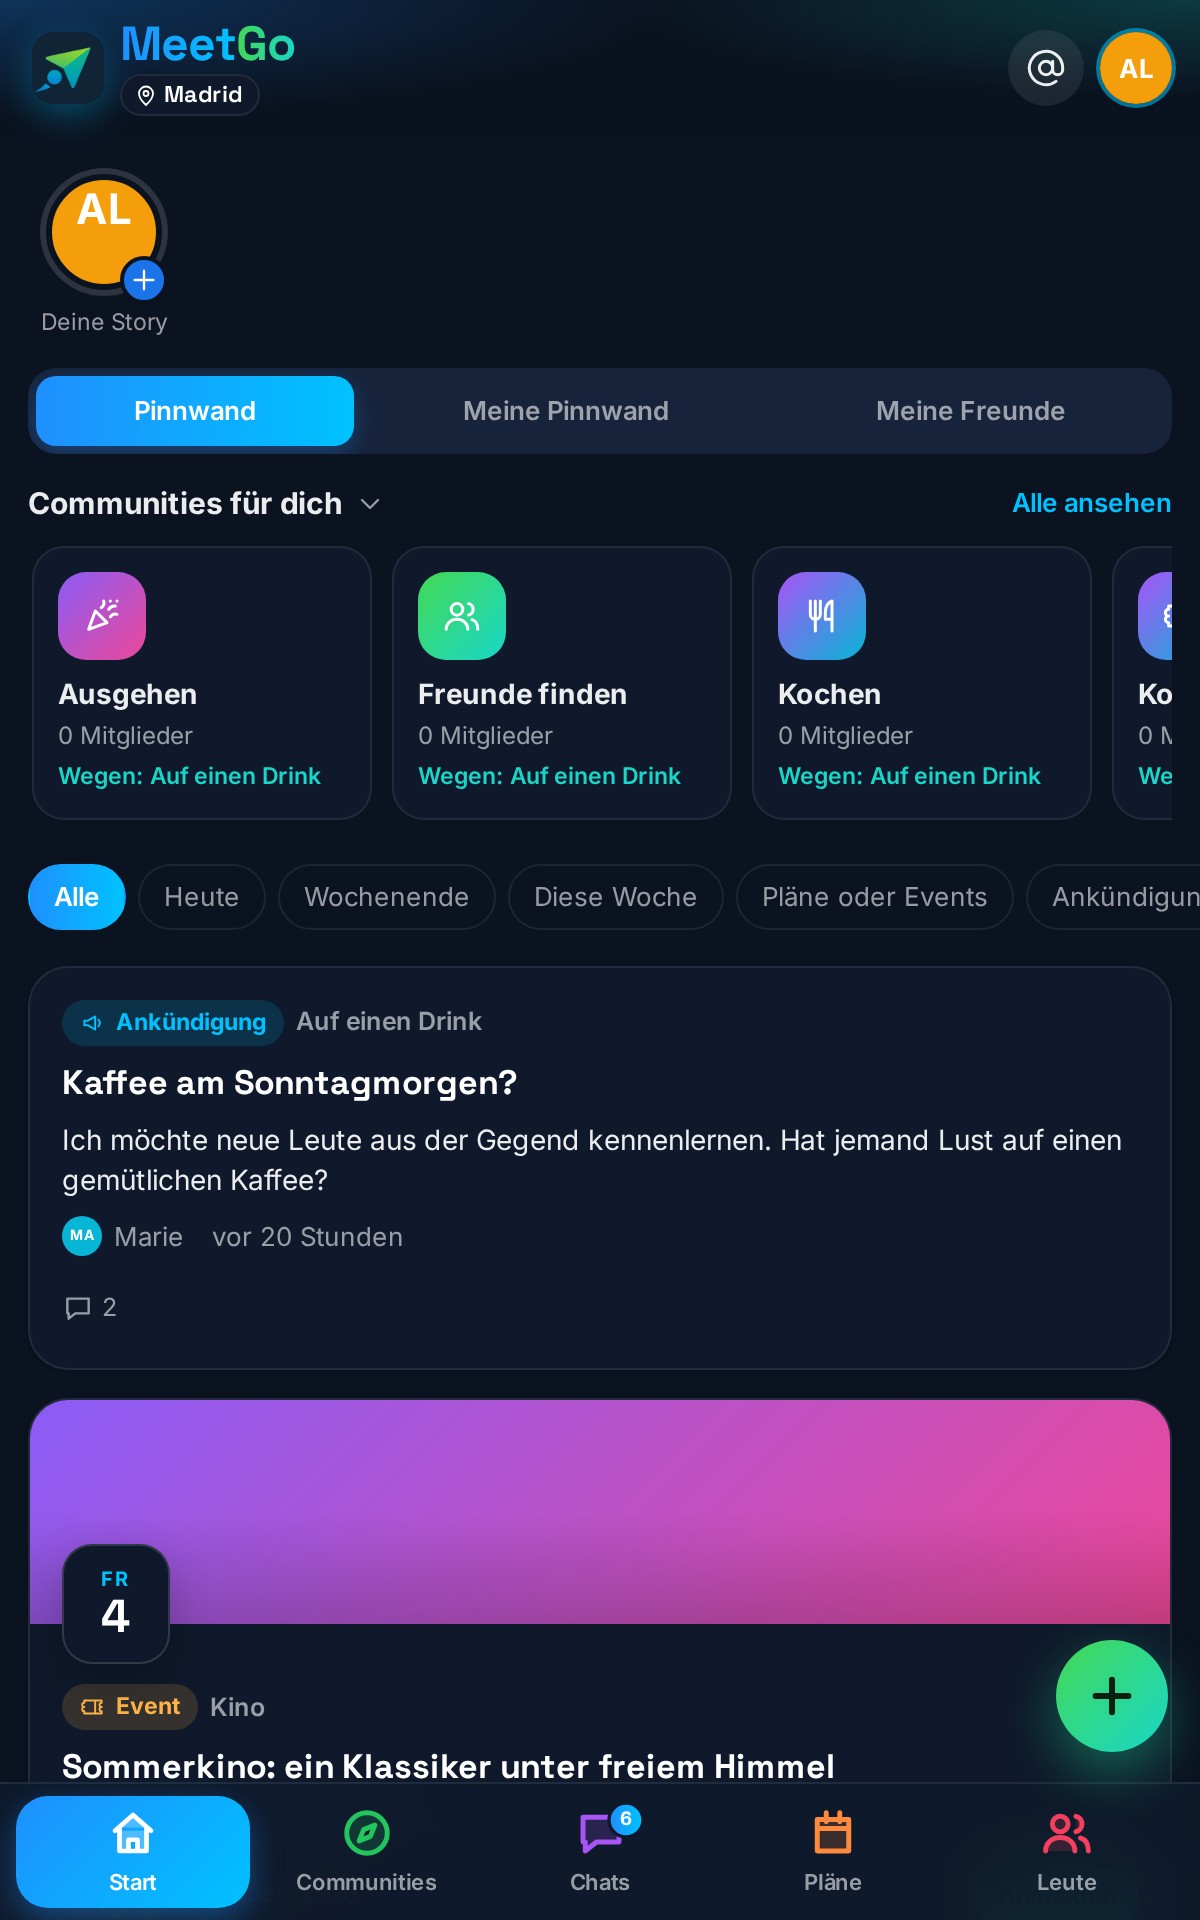 MeetGo
Madrid
@
AL
AL
Deine Story
Pinnwand
Meine Pinnwand
Meine Freunde
Communities für dich
Alle ansehen
Ausgehen
0 Mitglieder
Wegen: Auf einen Drink
Freunde finden
0 Mitglieder
Wegen: Auf einen Drink
Kochen
0 Mitglieder
Wegen: Auf einen Drink
Ko
0 M
We
Alle
Heute
Wochenende
Diese Woche
Pläne oder Events
Ankündigun
Ankündigung
Auf einen Drink
Kaffee am Sonntagmorgen?
Ich möchte neue Leute aus der Gegend kennenlernen. Hat jemand Lust auf einen
gemütlichen Kaffee?
MA
Marie
vor 20 Stunden
2
FR
4
Event
Kino
Sommerkino: ein Klassiker unter freiem Himmel
Start
Communities
6
Chats
Pläne
Leute